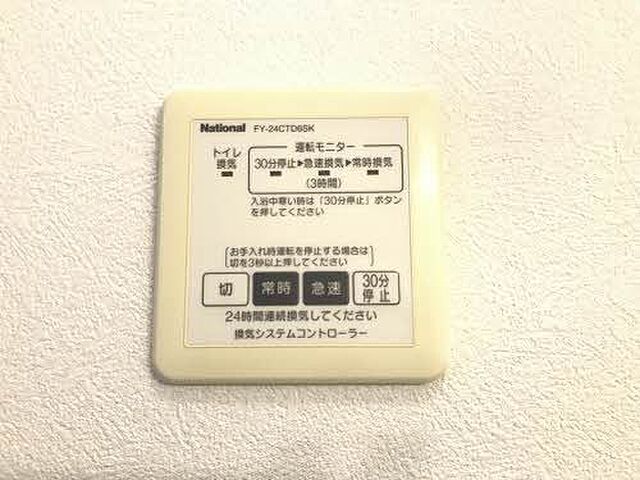 National FY-24CTD6SK
運転モニター
トイレ
換気
30分停止▶急速換気▶常時換気
(3時間)
入浴中寒い時は「30分停止」ボタン
を押してください
お手入れ時運転を停止する場合は
切を3秒以上押してください
切 常時 急速 30分
停止
24時間連続換気してください
換気システムコントローラー